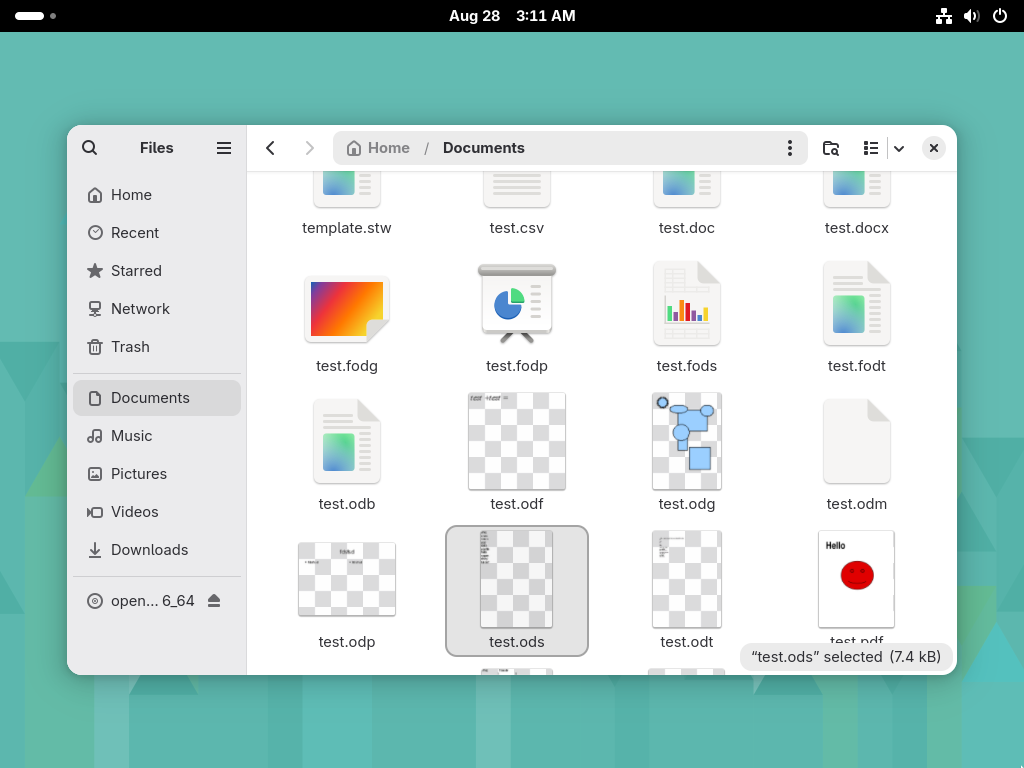 Aug 28 3:11 AM
Files
Home / Documents
Home
Recent
Starred
Network
Trash
Documents
Music
Pictures
Videos
Downloads
open… 6_64
template.stw
test.csv
test.doc
test.docx
test.fodg
test.fodp
test.fods
test.fodt
test.odb
test.odf
test.odg
test.odm
Hello
test.odp
test.ods
test.odt
test.pdf
“test.ods” selected (7.4 kB)